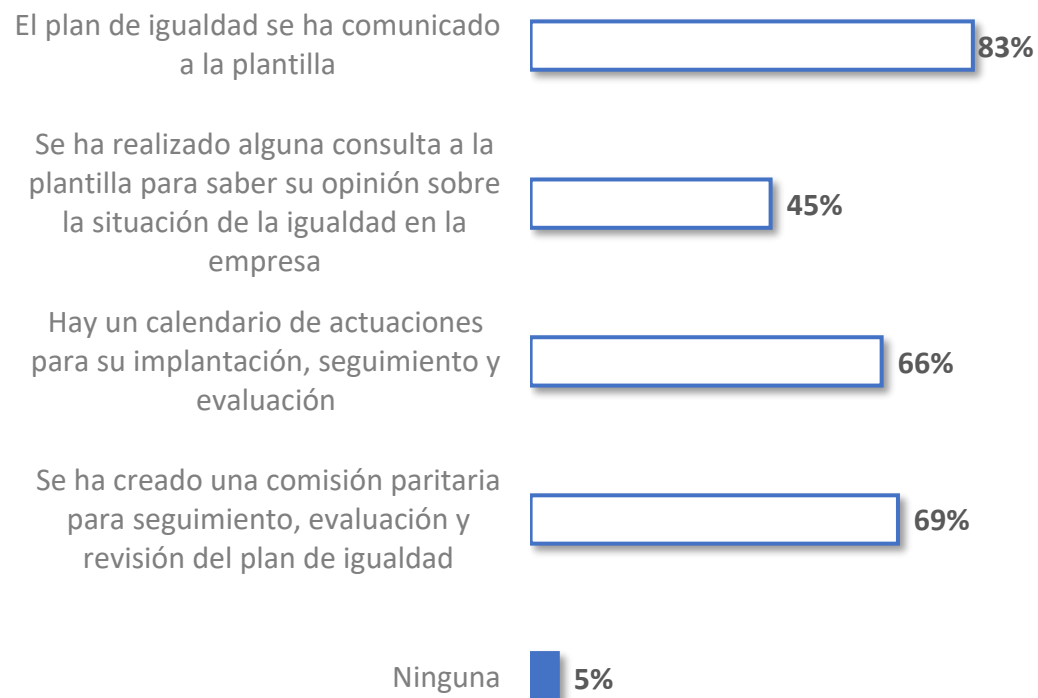 El plan de igualdad se ha comunicado
a la plantilla
83%
Se ha realizado alguna consulta a la
plantilla para saber su opinión sobre
la situación de la igualdad en la
empresa
45%
Hay un calendario de actuaciones
para su implantación, seguimiento y
evaluación
66%
Se ha creado una comisión paritaria
para seguimiento, evaluación y
revisión del plan de igualdad
69%
Ninguna
5%